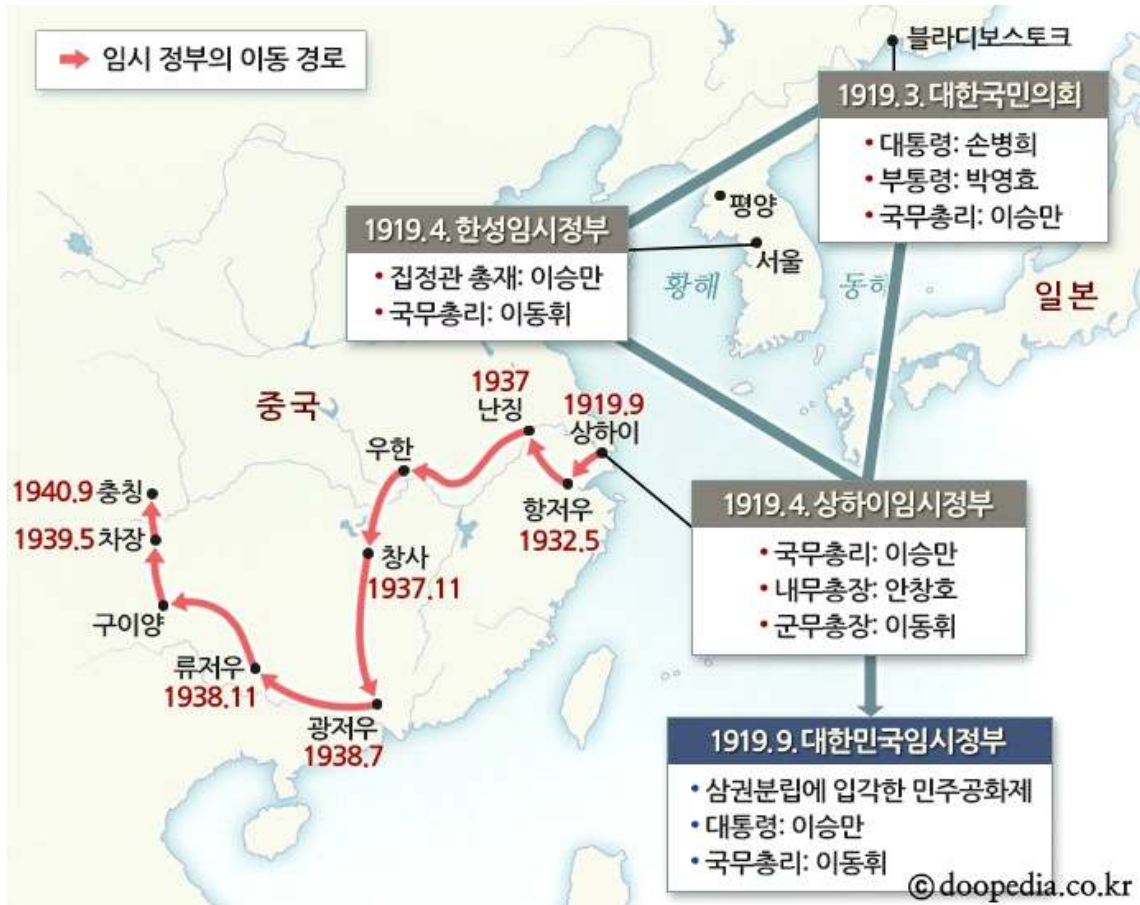 임시 정부의 이동 경로
블라디보스토크
1919.3. 대한국민의회
• 대통령: 손병희
• 부통령: 박영효
• 국무총리: 이승만
평양
서울
1919.4. 한성임시정부
• 집정관 총재: 이승만
• 국무총리: 이동휘
황해
동해
일본
중국
1937
난징
1919.9
상하이
우한
항저우
1932.5
1940.9 충칭
1939.5 차장
창사
1937.11
구이양
류저우
1938.11
광저우
1938.7
1919.4. 상하이임시정부
• 국무총리: 이승만
• 내무총장: 안창호
• 군무총장: 이동휘
1919.9. 대한민국임시정부
• 삼권분립에 입각한 민주공화제
• 대통령: 이승만
• 국무총리: 이동휘
© doopedia.co.kr